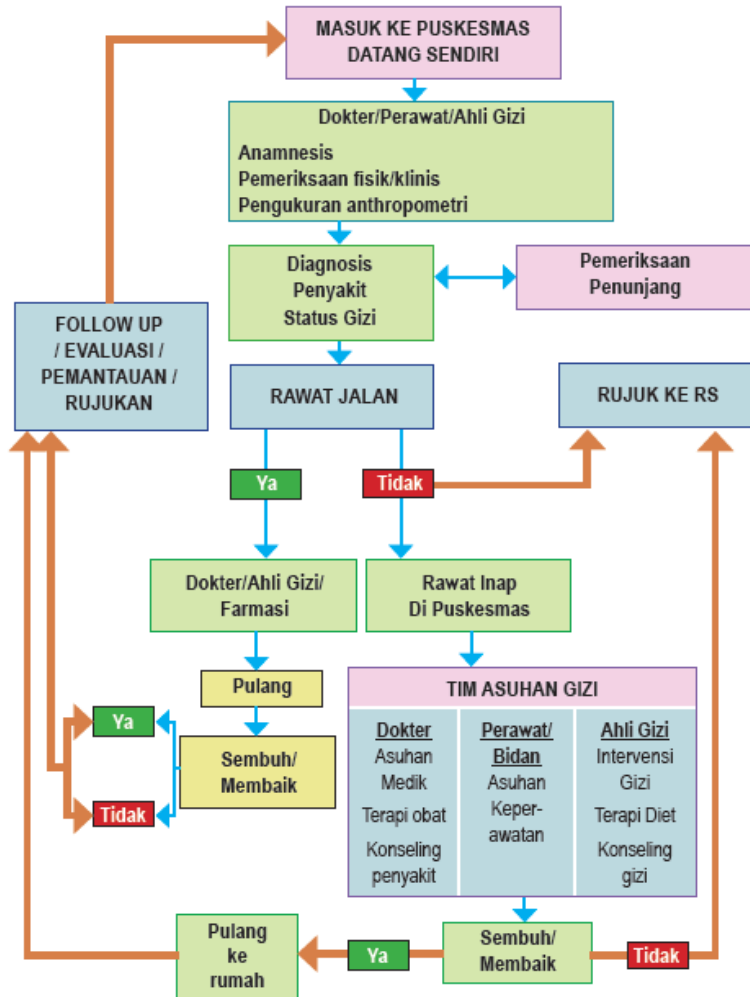 MASUK KE PUSKESMAS
DATANG SENDIRI
Dokter/Perawat/Ahli Gizi
Anamnesis
Pemeriksaan fisik/klinis
Pengukuran anthropometri
Diagnosis
Penyakit
Status Gizi
Pemeriksaan
Penunjang
FOLLOW UP
/ EVALUASI /
PEMANTAUAN /
RUJUKAN
RAWAT JALAN
RUJUK KE RS
Ya
Tidak
Dokter/Ahli Gizi/
Farmasi
Rawat Inap
Di Puskesmas
Pulang
Ya
Tidak
Sembuh/
Membaik
TIM ASUHAN GIZI
Dokter
Asuhan
Medik
Terapi obat
Konseling
penyakit
Perawat/
Bidan
Asuhan
Keper-
awatan
Ahli Gizi
Intervensi
Gizi
Terapi Diet
Konseling
gizi
Pulang
ke
rumah
Ya
Sembuh/
Membaik
Tidak